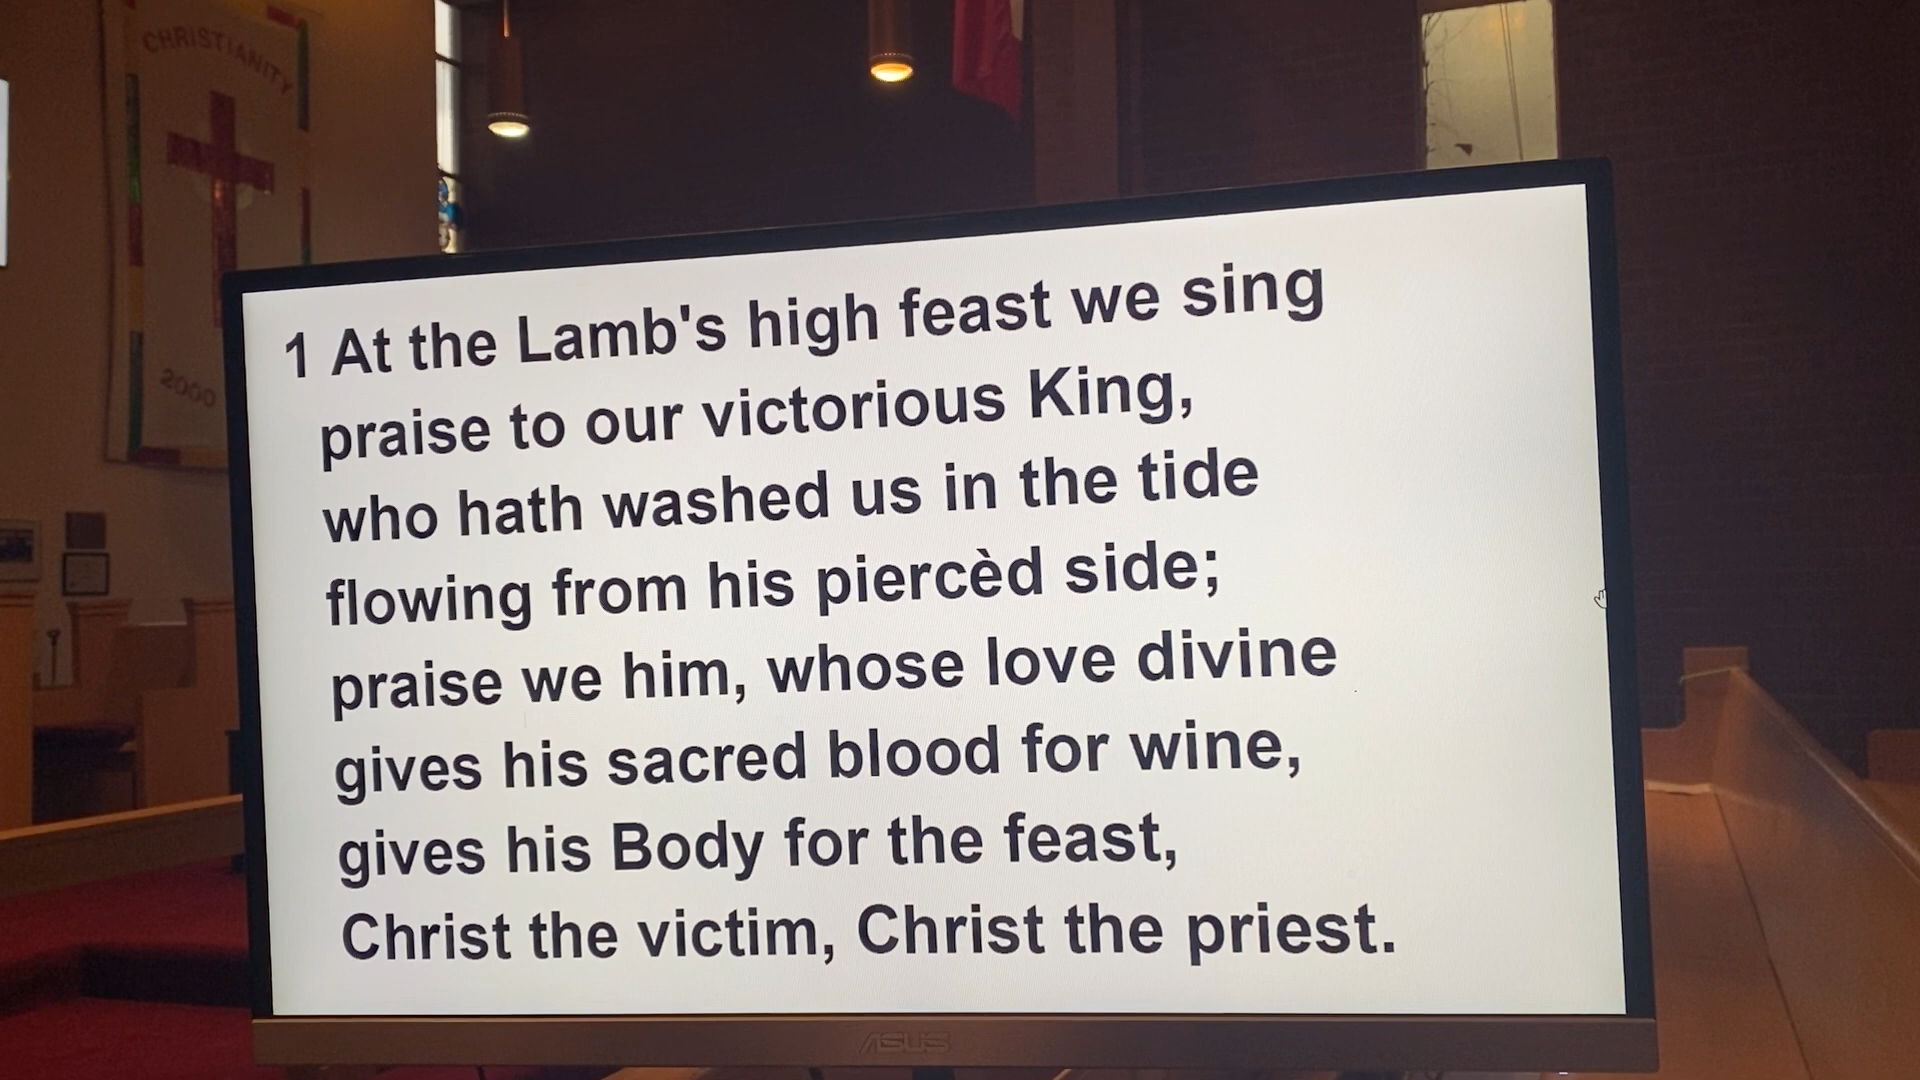 CHRISTIANITY
2000
1 At the Lamb's high feast we sing
praise to our victorious King,
who hath washed us in the tide
flowing from his piercèd side;
praise we him, whose love divine
gives his sacred blood for wine,
gives his Body for the feast,
Christ the victim, Christ the priest.
ASUS